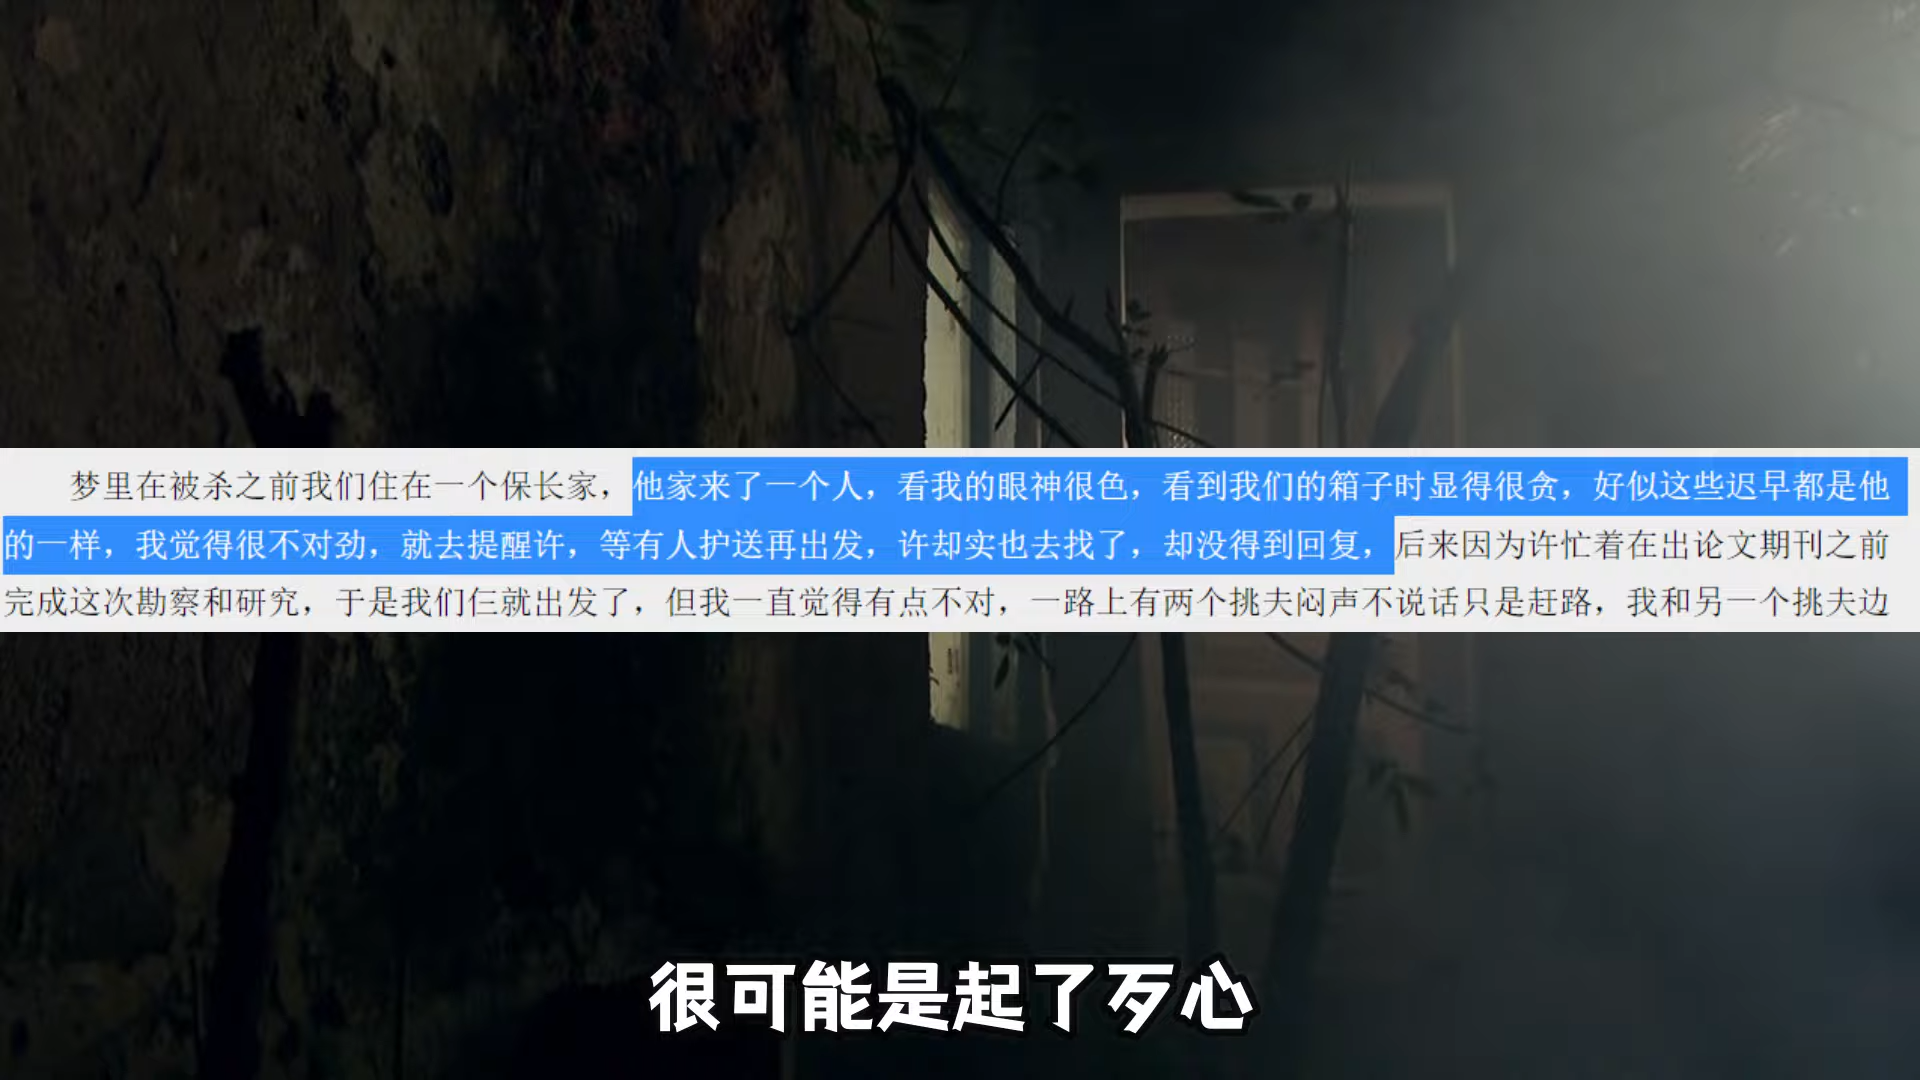 梦里在被杀之前我们住在一个保长家，他家来了一个人，看我的眼神很色，看到我们的箱子时显得很贪，好似这些迟早都是他
的一样，我觉得很不对劲，就去提醒许，等有人护送再出发，许却实也去找了，却没得到回复，后来因为许忙着在出论文期刊之前
完成这次勘察和研究，于是我们仨就出发了，但我一直觉得有点不对，一路上有两个挑夫闷声不说话只是赶路，我和另一个挑夫边
很可能是起了歹心